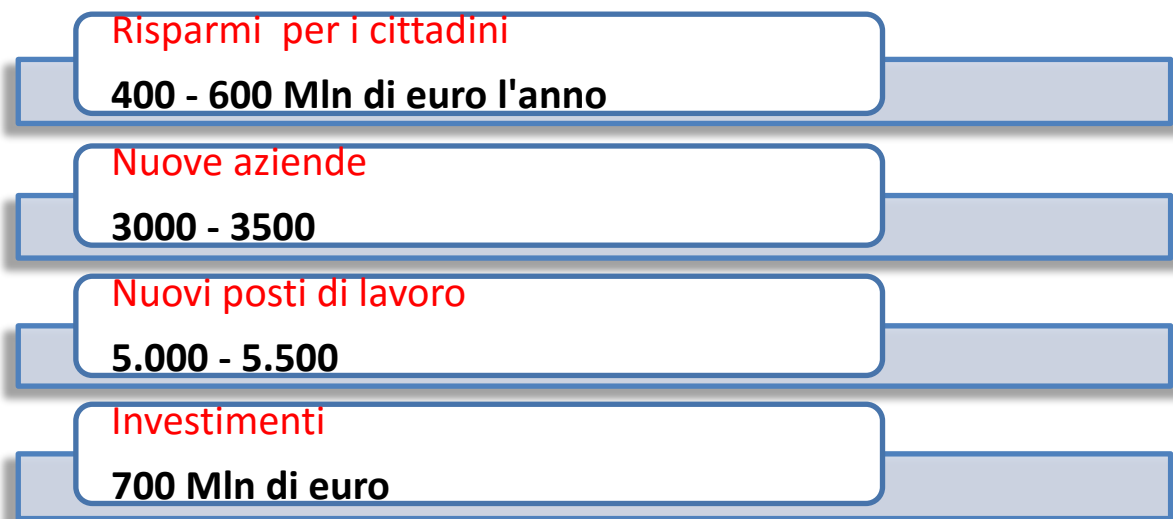 Risparmi  per i cittadini
400 - 600 Mln di euro l'anno
Nuove aziende
3000 - 3500
Nuovi posti di lavoro
5.000 - 5.500
Investimenti
700 Mln di euro